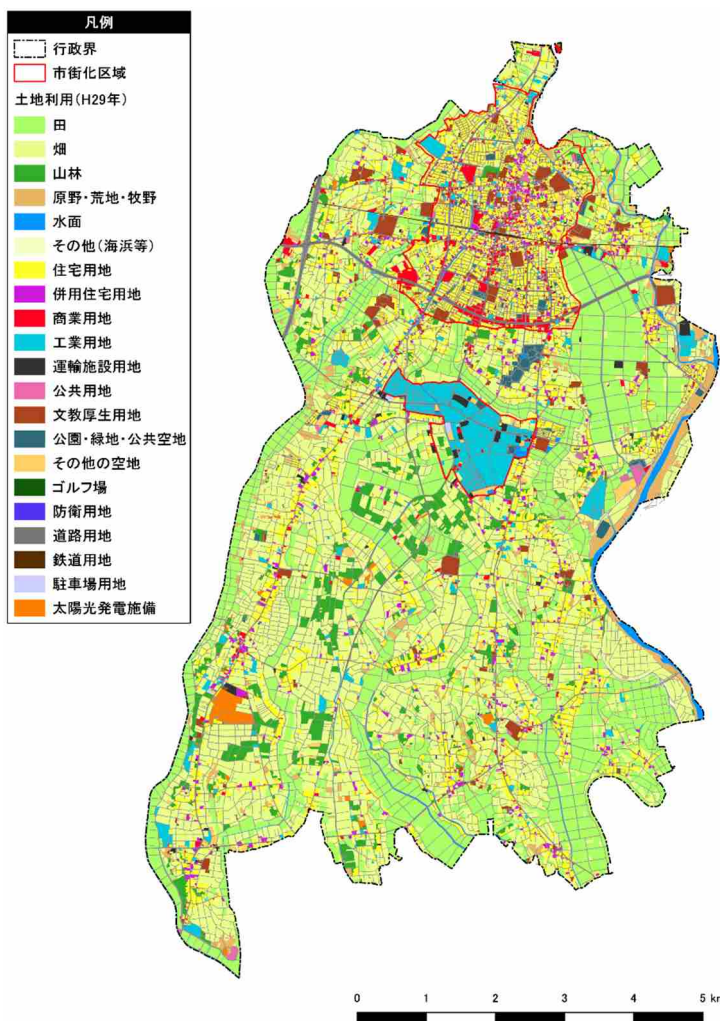 凡例
行政界
市街化区域
土地利用(H29年)
田
畑
山林
原野・荒地・牧野
水面
その他(海浜等)
住宅用地
併用住宅用地
商業用地
工業用地
運輸施設用地
公共用地
文教厚生用地
公園・緑地・公共空地
その他の空地
ゴルフ場
防衛用地
道路用地
鉄道用地
駐車場用地
太陽光発電施備
0 1 2 3 4 5 km